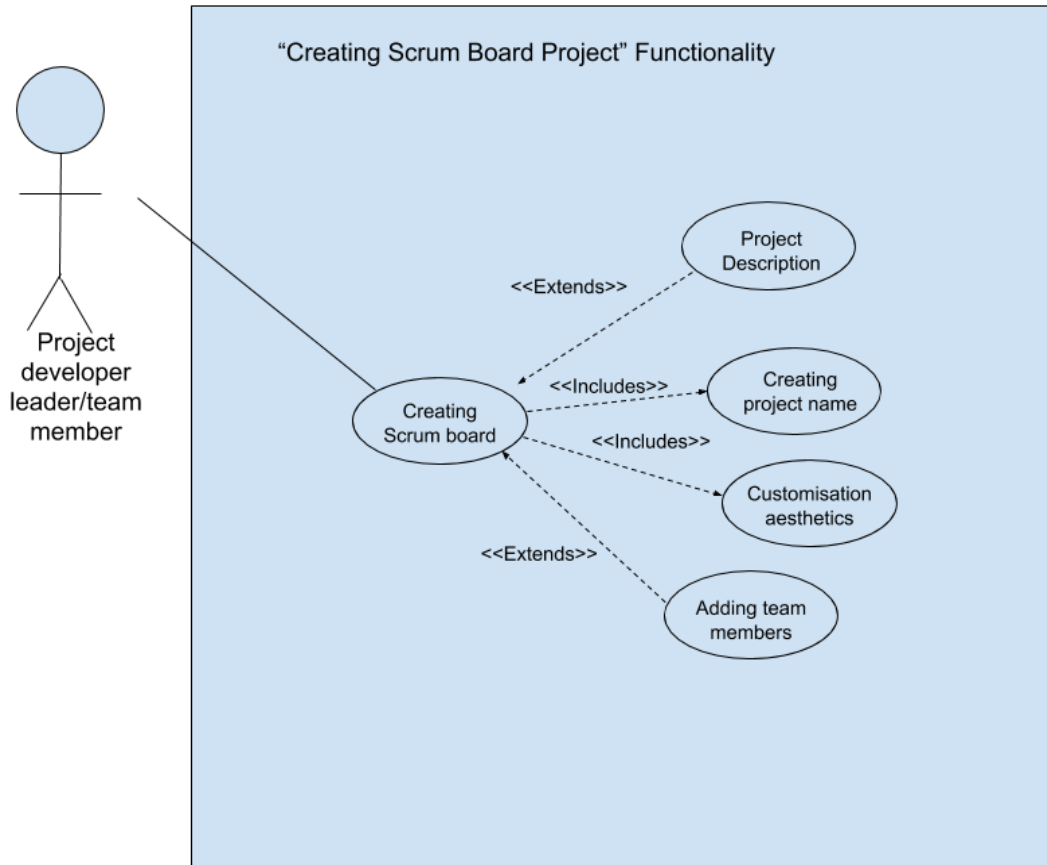 “Creating Scrum Board Project” Functionality
Project
developer
leader/team
member
Project
Description
<<Extends>>
<<Includes>>
Creating
project name
Creating
Scrum board
<<Includes>>
Customisation
aesthetics
<<Extends>>
Adding team
members